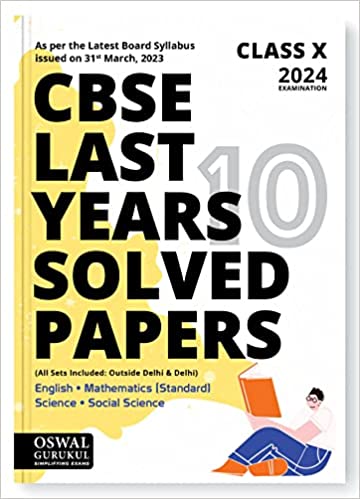 As per the Latest Board Syllabus
issued on 31st March, 2023
CLASS X
2024
EXAMINATION
CBSE
LAST 10
YEARS
SOLVED
PAPERS
(All Sets Included: Outside Delhi & Delhi)
English • Mathematics (Standard)
Science • Social Science
OSWAL
GURUKUL
SIMPLIFYING EXAMS